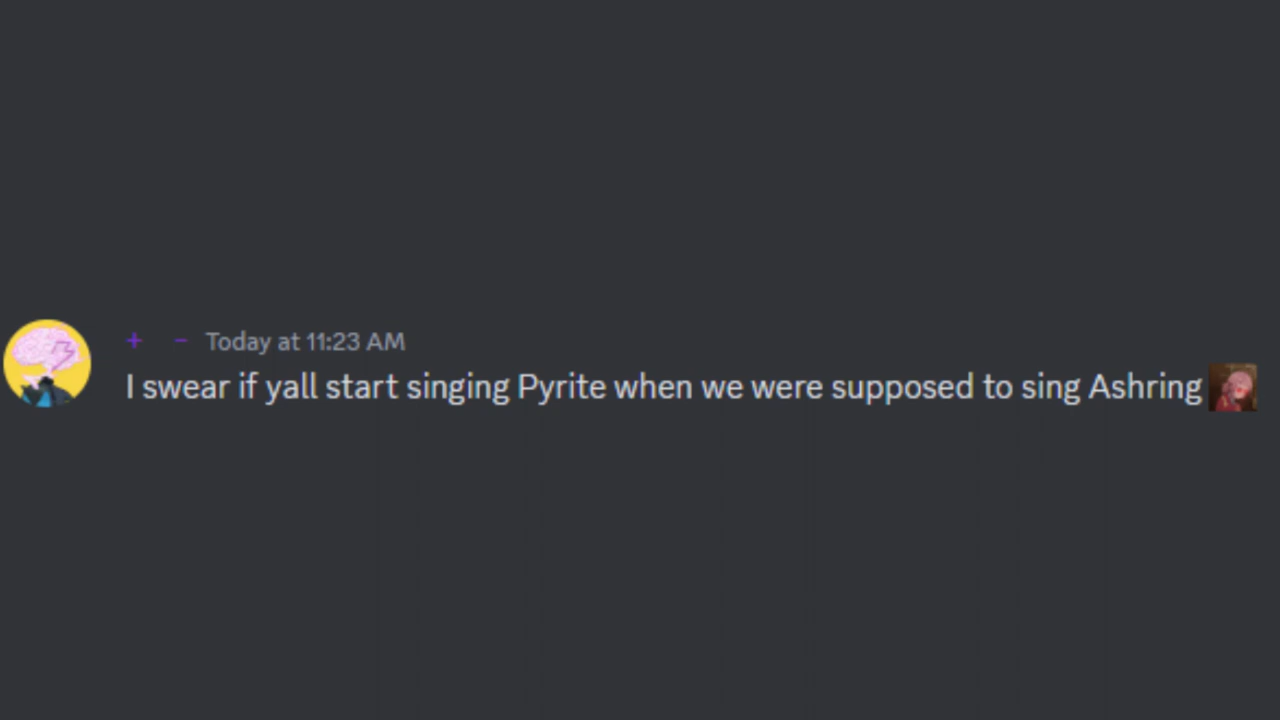 + - Today at 11:23 AM
I swear if yall start singing Pyrite when we were supposed to sing Ashring